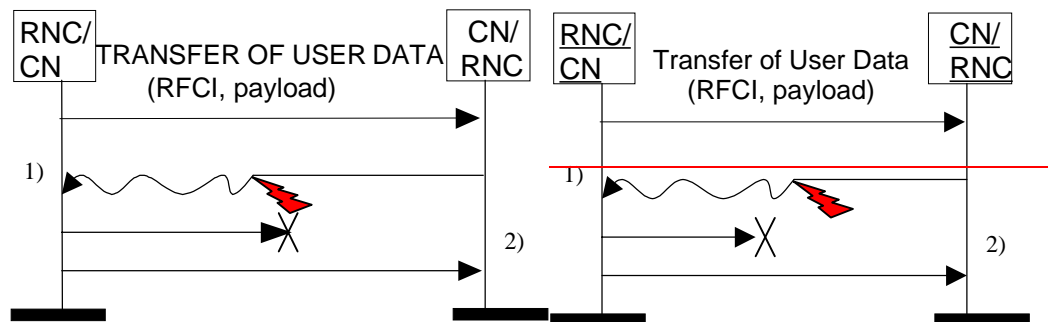 RNC/
CN
TRANSFER OF USER DATA
(RFCI, payload)
CN/
RNC
1)
2)
RNC/
CN
Transfer of User Data
(RFCI, payload)
CN/
RNC
1)
2)